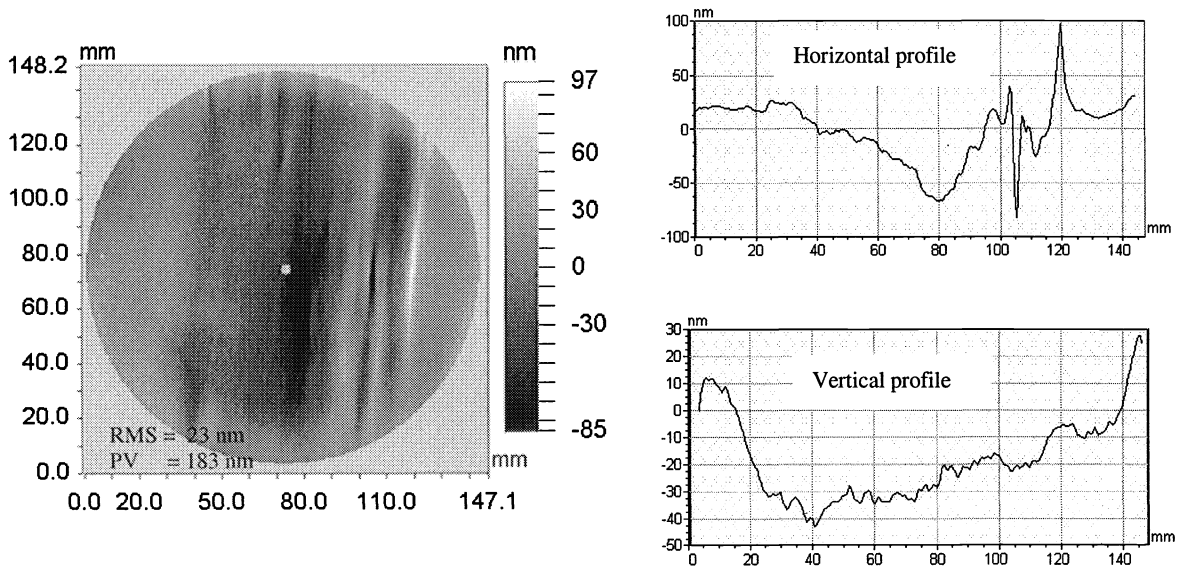 mm
148.2
120.0
100.0
80.0
60.0
40.0
20.0
0.0
RMS = 23 nm
PV = 183 nm
0.0 20.0 50.0 80.0 110.0 147.1
mm
nm
97
60
30
0
-30
-85
nm
100
50
0
-50
-100
Horizontal profile
mm
0 20 40 60 80 100 120 140
nm
30
20
10
0
-10
-20
-30
-40
-50
Vertical profile
mm
0 20 40 60 80 100 120 140